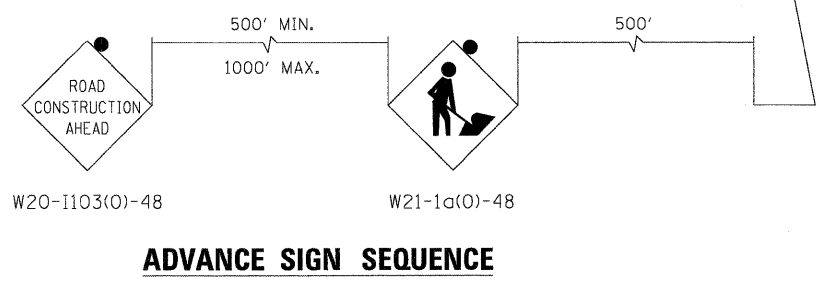 500' MIN.
1000' MAX.
500'
ROAD
CONSTRUCTION
AHEAD
W20-I103(O)-48
W21-1a(O)-48
ADVANCE SIGN SEQUENCE